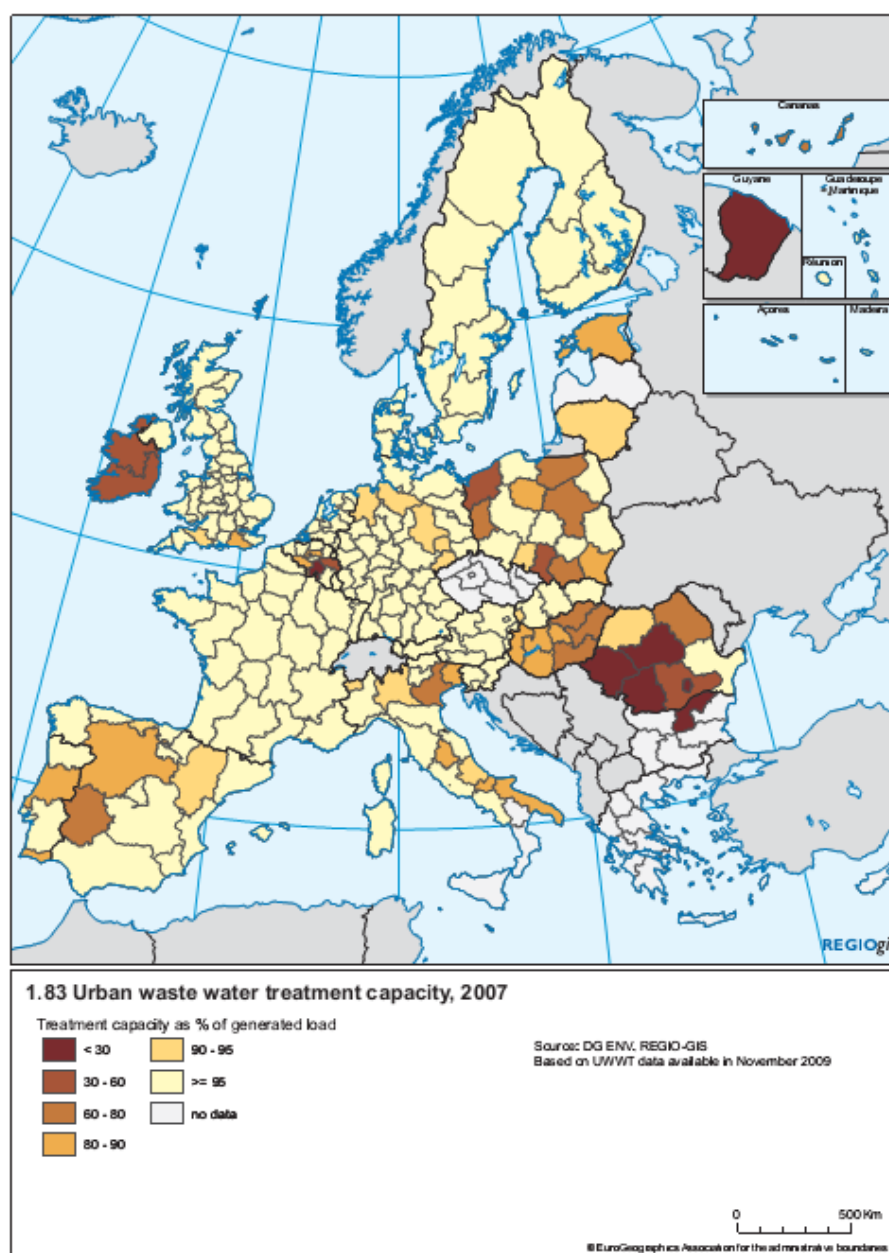 Canarias
Guyane
Guadeloupe
Martinique
Réunion
Açores
Madeira
REGIOgi
1.83 Urban waste water treatment capacity, 2007
Treatment capacity as % of generated load
< 30
30 - 60
60 - 80
80 - 90
90 - 95
>= 95
no data
Source: DG ENV. REGIO-GIS
Based on UWWT data available in November 2009
0 500 Km
© EuroGeographics Association for the administrative boundaries